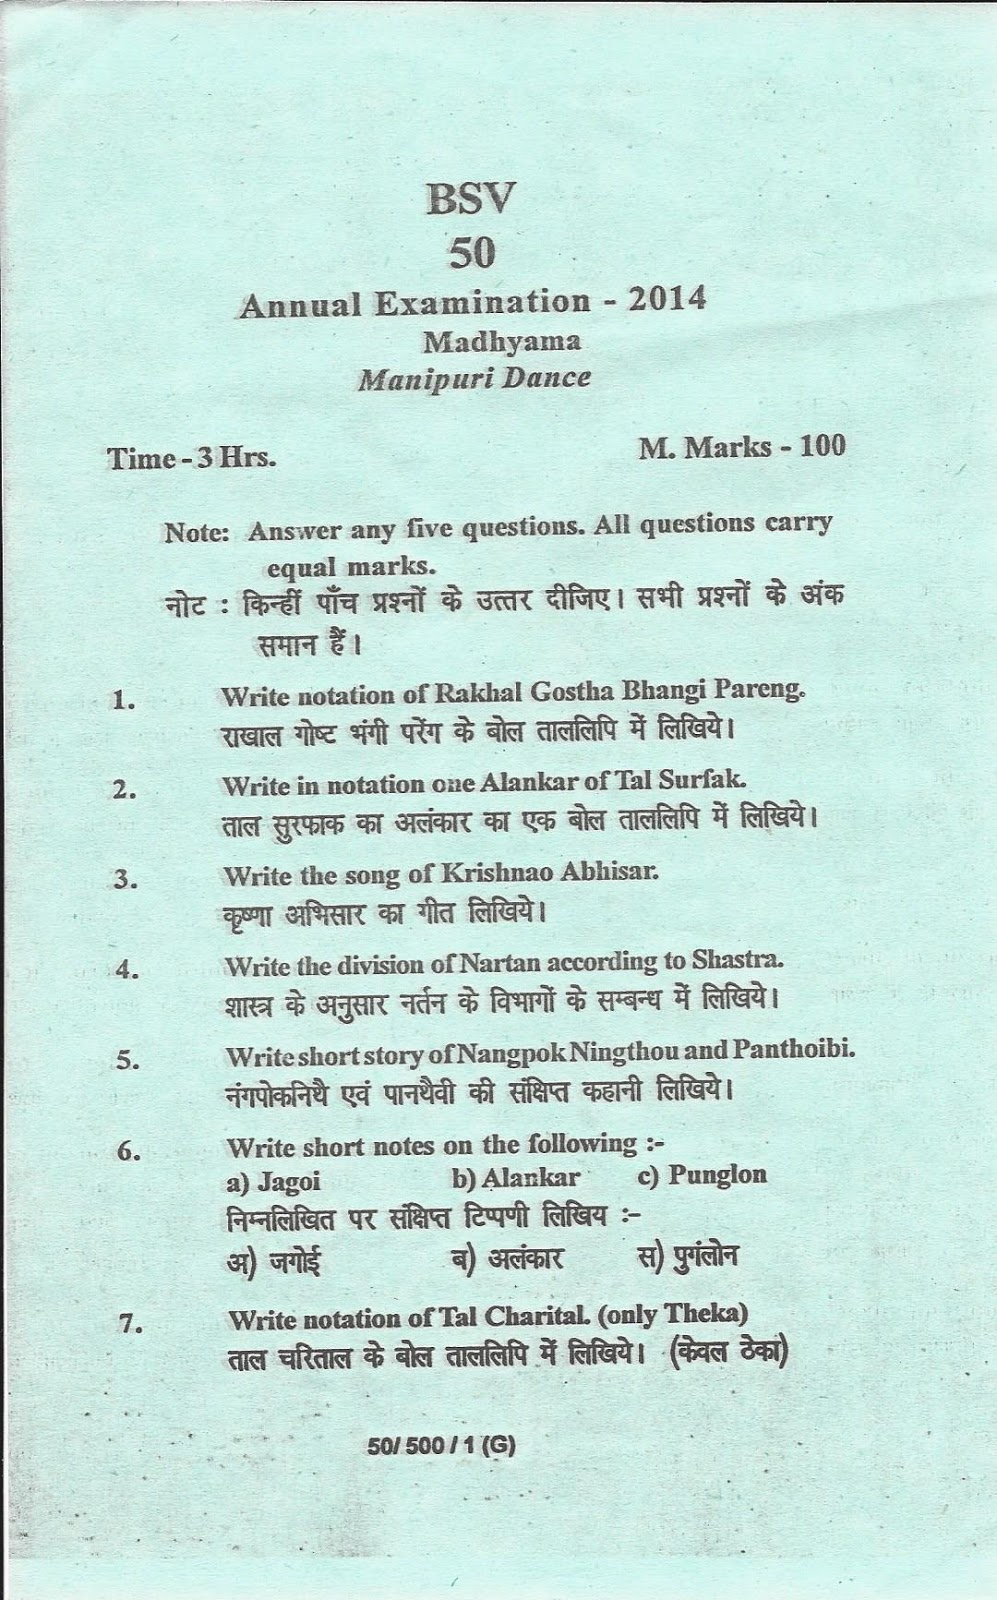 BSV
50
Annual Examination - 2014
Madhyama
Manipuri Dance
Time - 3 Hrs. M. Marks - 100
Note: Answer any five questions. All questions carry
equal marks.
नोट : किन्हीं पाँच प्रश्नों के उत्तर दीजिए। सभी प्रश्नों के अंक
समान हैं।
1. Write notation of Rakhal Gostha Bhangi Pareng.
राखाल गोष्ट भंगी परेंग के बोल ताललिपि में लिखिये।
2. Write in notation one Alankar of Tal Surfak.
ताल सुरफाक का अलंकार का एक बोल ताललिपि में लिखिये।
3. Write the song of Krishnao Abhisar.
कृष्णा अभिसार का गीत लिखिये।
4. Write the division of Nartan according to Shastra.
शास्त्र के अनुसार नर्तन के विभागों के सम्बन्ध में लिखिये।
5. Write short story of Nangpok Ningthou and Panthoibi.
नंगपोकनिथै एवं पानथैवी की संक्षिप्त कहानी लिखिये।
6. Write short notes on the following :-
a) Jagoi b) Alankar c) Punglon
निम्नलिखित पर संक्षिप्त टिप्पणी लिखिय :-
अ) जगोई ब) अलंकार स) पुगंलोन
7. Write notation of Tal Charital. (only Theka)
ताल चरिताल के बोल ताललिपि में लिखिये। (केवल ठेका)
50/ 500 / 1 (G)